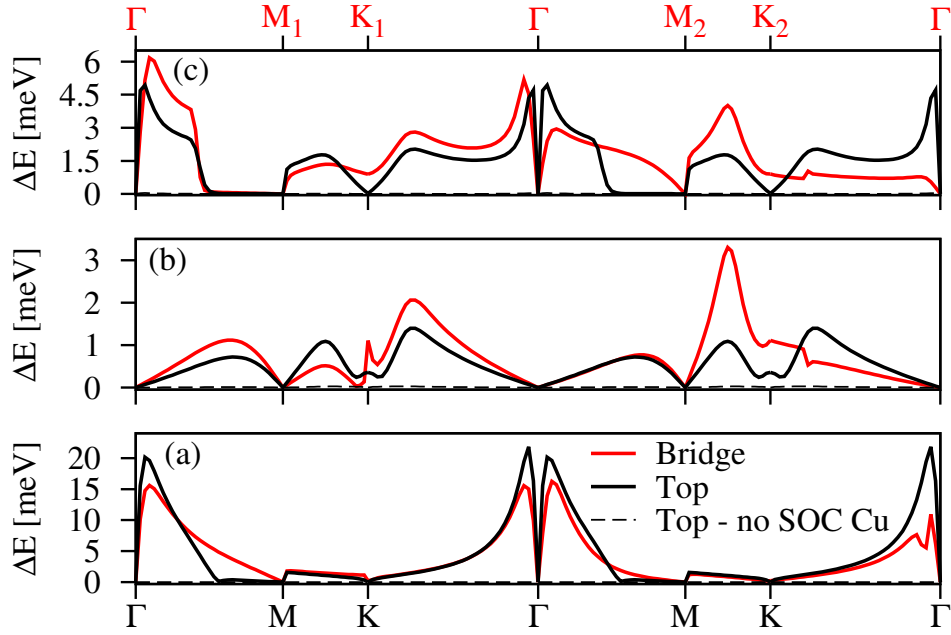 Γ M₁ K₁ Γ M₂ K₂ Γ
(c)
ΔE [meV]
6
4.5
3
1.5
0
(b)
ΔE [meV]
3
2
1
0
(a)
ΔE [meV]
20
15
10
5
0
Bridge
Top
Top - no SOC Cu
Γ M K Γ M K Γ